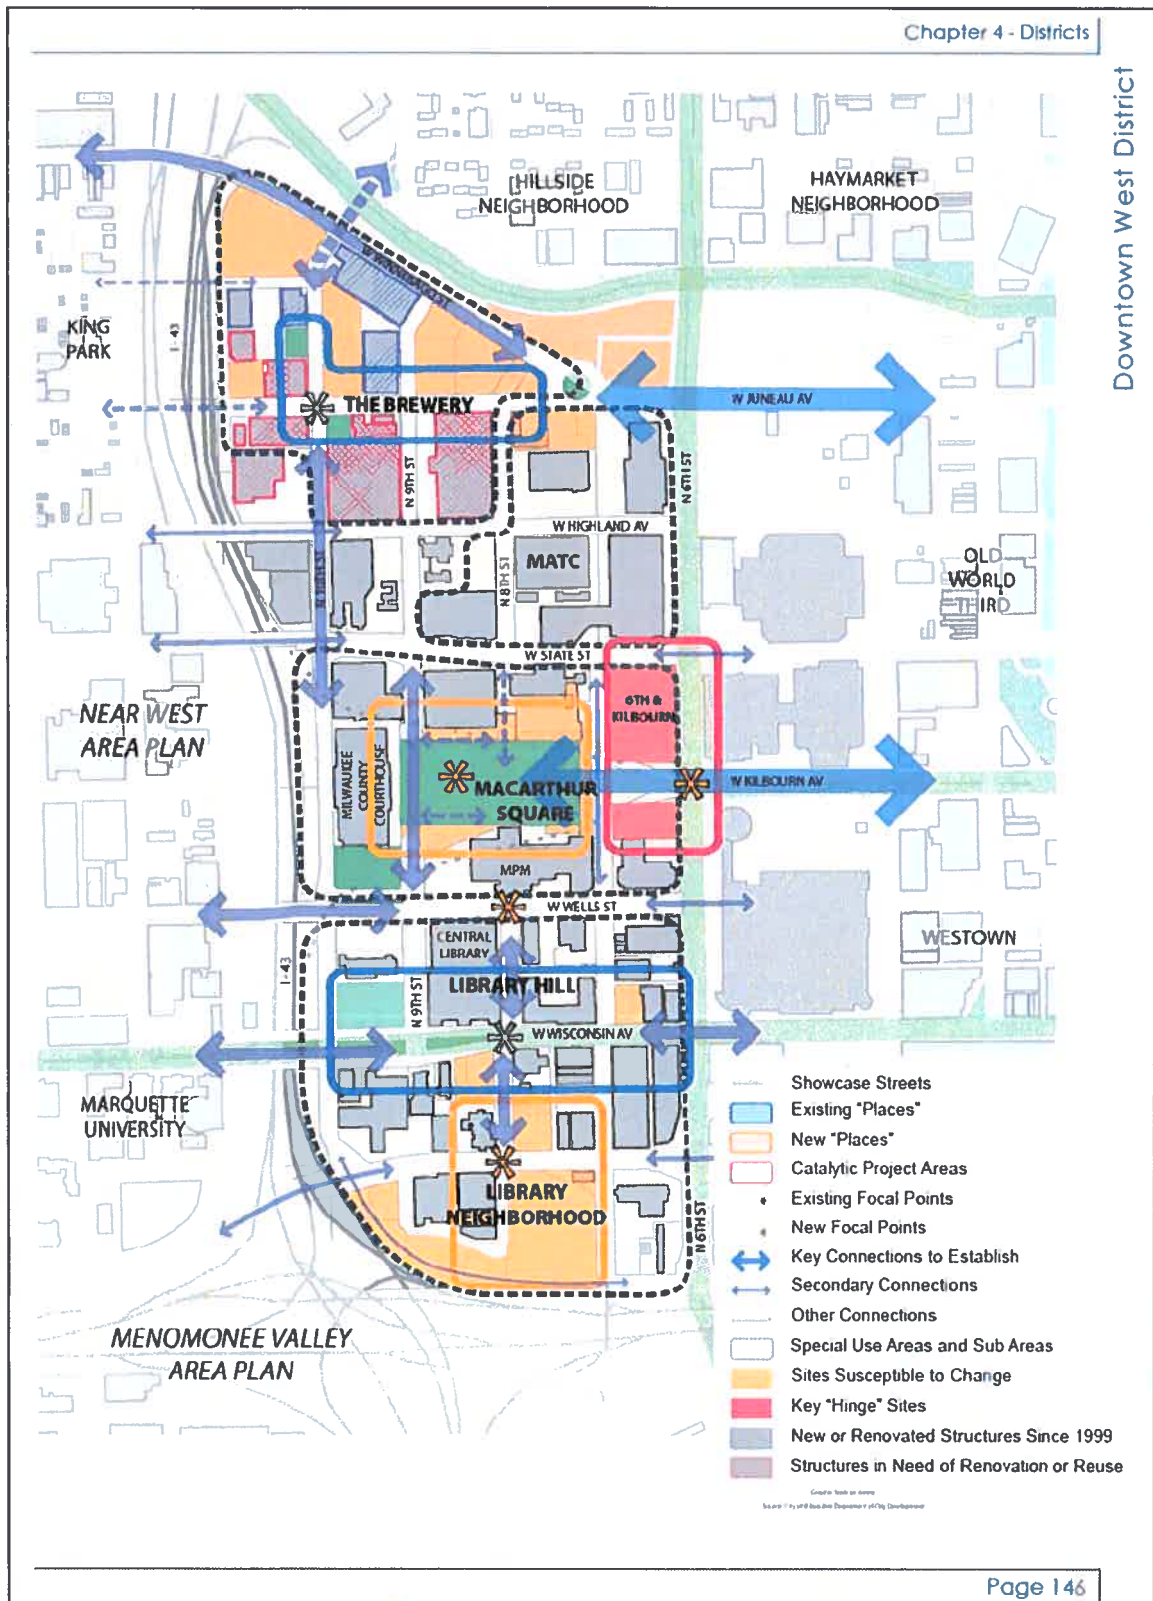 Chapter 4 - Districts
Downtown West District
HILLSIDE
NEIGHBORHOOD
HAYMARKET
NEIGHBORHOOD
KING
PARK
I-43
THE BREWERY
W JUNEAU AV
N 9TH ST
N 6TH ST
W HIGHLAND AV
MATC
N 8TH ST
OLD
WORLD
THIRD
W STATE ST
NEAR WEST
AREA PLAN
6TH &
KILBOURN
MILWAUKEE
COUNTY
COURTHOUSE
MACARTHUR
SQUARE
W KILBOURN AV
MPM
W WELLS ST
CENTRAL
LIBRARY
WESTOWN
I-43
LIBRARY HILL
N 9TH ST
W WISCONSIN AV
MARQUETTE
UNIVERSITY
LIBRARY
NEIGHBORHOOD
N 6TH ST
MENOMONEE VALLEY
AREA PLAN
Showcase Streets
Existing "Places"
New "Places"
Catalytic Project Areas
Existing Focal Points
New Focal Points
Key Connections to Establish
Secondary Connections
Other Connections
Special Use Areas and Sub Areas
Sites Susceptible to Change
Key "Hinge" Sites
New or Renovated Structures Since 1999
Structures in Need of Renovation or Reuse
Page 146